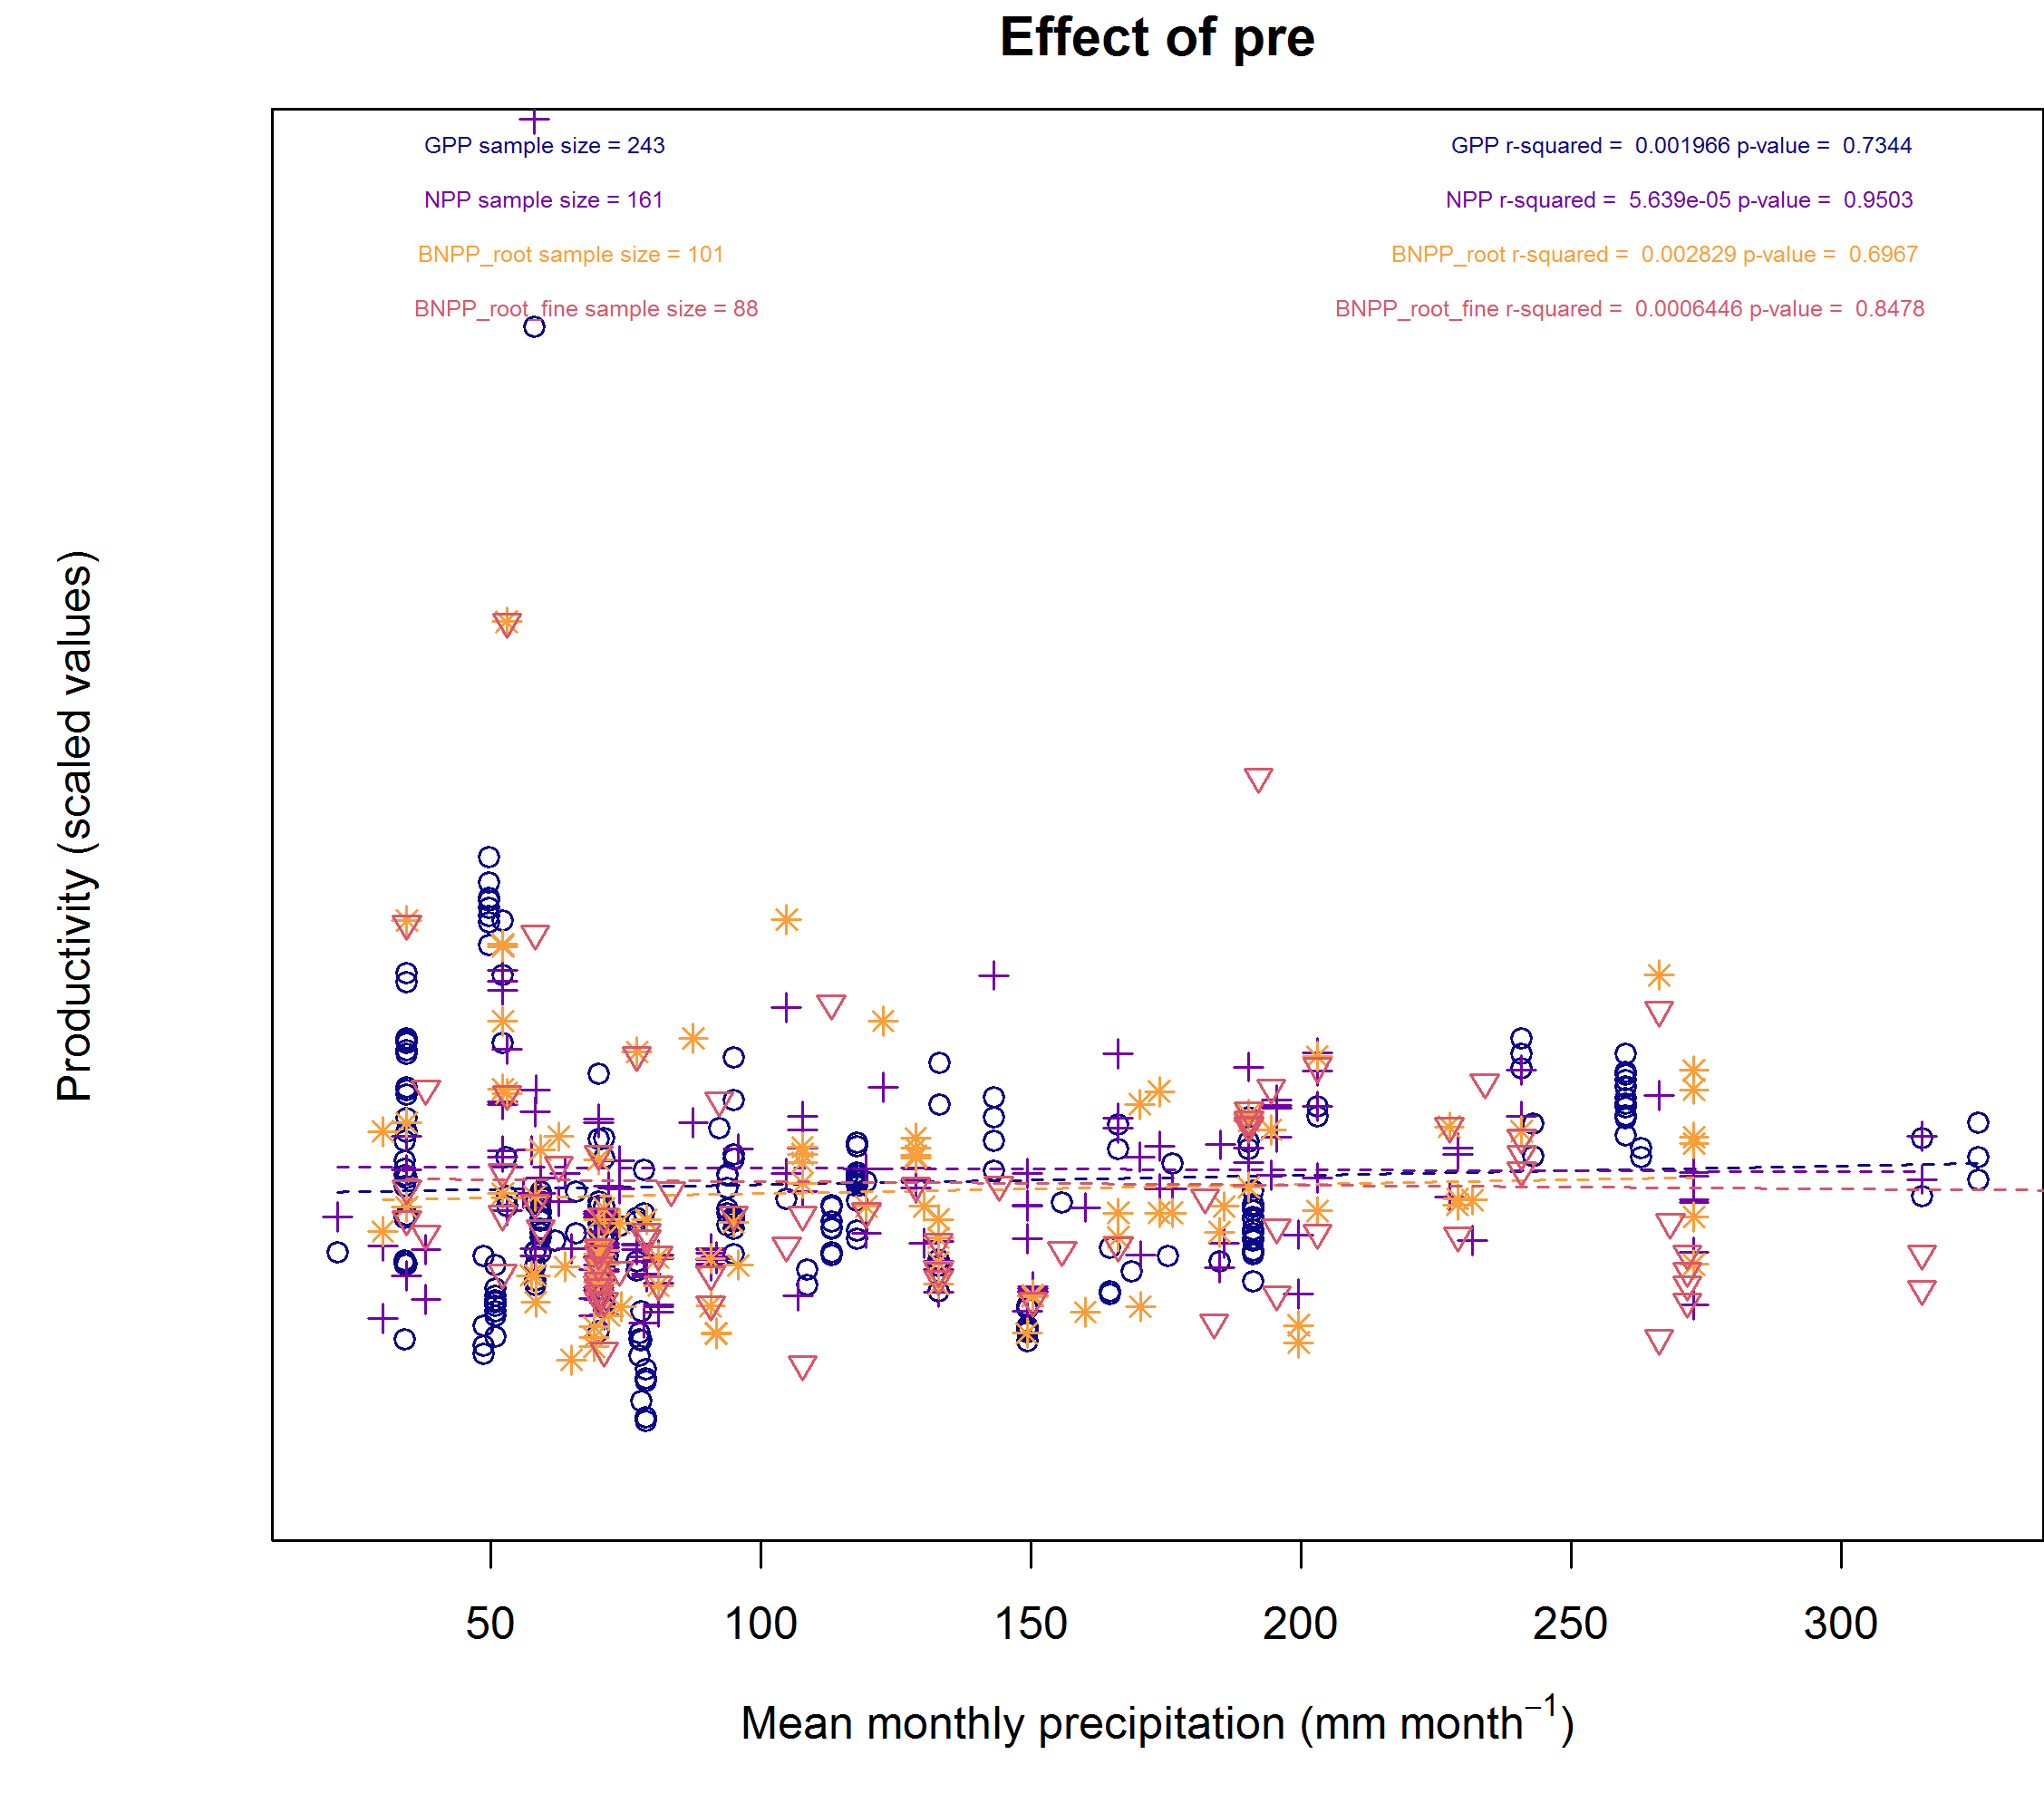 Effect of pre
GPP sample size = 243
GPP r-squared = 0.001966 p-value = 0.7344
NPP sample size = 161
NPP r-squared = 5.639e-05 p-value = 0.9503
BNPP_root sample size = 101
BNPP_root r-squared = 0.002829 p-value = 0.6967
BNPP_root_fine sample size = 88
BNPP_root_fine r-squared = 0.0006446 p-value = 0.8478
Productivity (scaled values)
50 100 150 200 250 300
Mean monthly precipitation (mm month⁻¹)